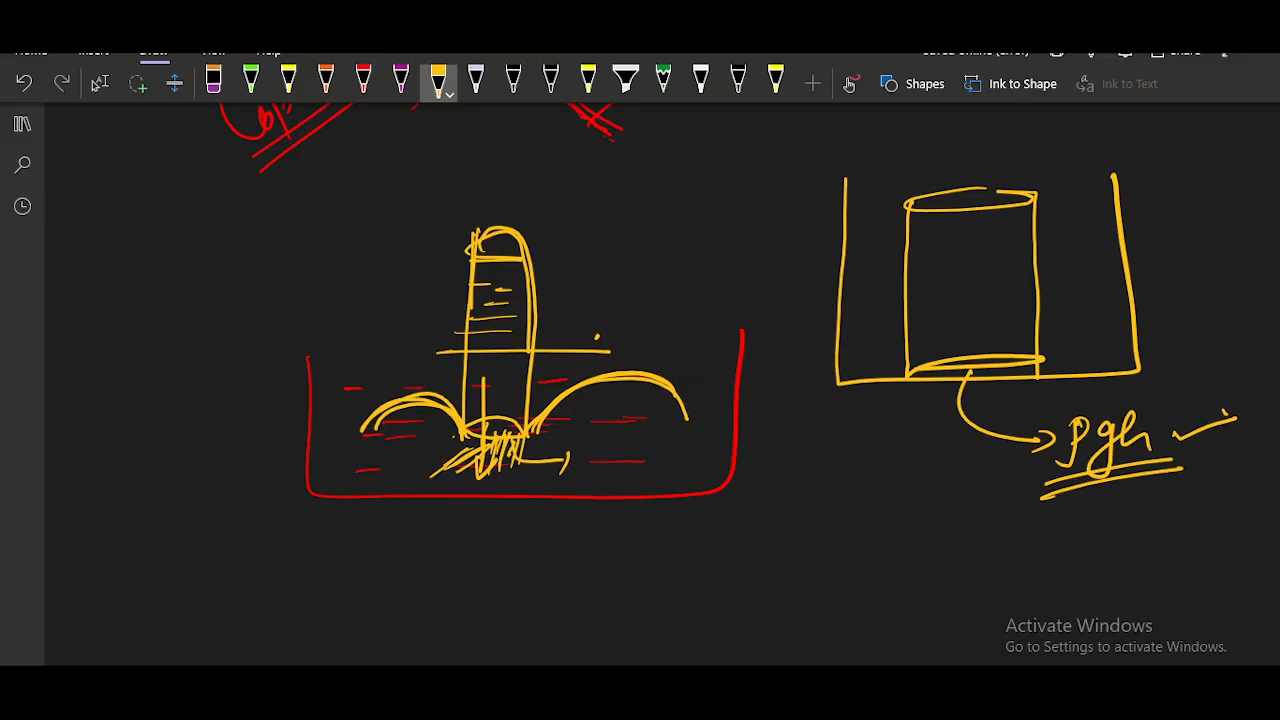 Ink to Shape
Shapes
Ink to Text
ρgh
Activate Windows
Go to Settings to activate Windows.